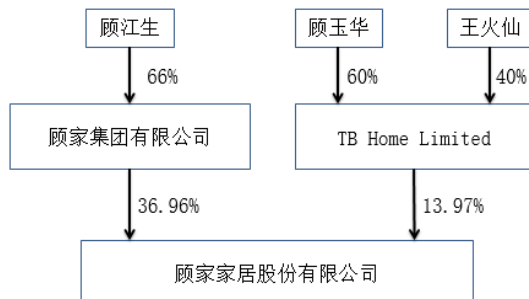 顾江生
顾玉华
王火仙
66%
60%
40%
顾家集团有限公司
TB Home Limited
36.96%
13.97%
顾家家居股份有限公司